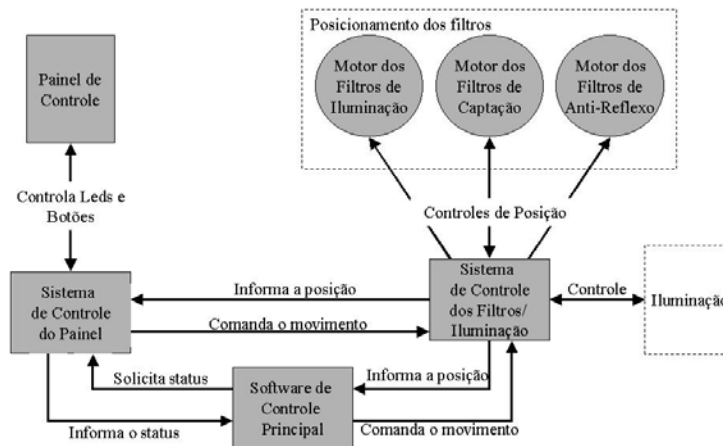 Posicionamento dos filtros
Painel de
Controle
Motor dos
Filtros de
Iluminação
Motor dos
Filtros de
Captação
Motor dos
Filtros de
Anti-Reflexo
Controla Leds e
Botões
Controles de Posição
Sistema
de Controle
do Painel
Informa a posição
Comanda o movimento
Sistema
de Controle
dos Filtros/
Iluminação
Controle
Iluminação
Solicita status
Informa o status
Software de
Controle
Principal
Informa a posição
Comanda o movimento